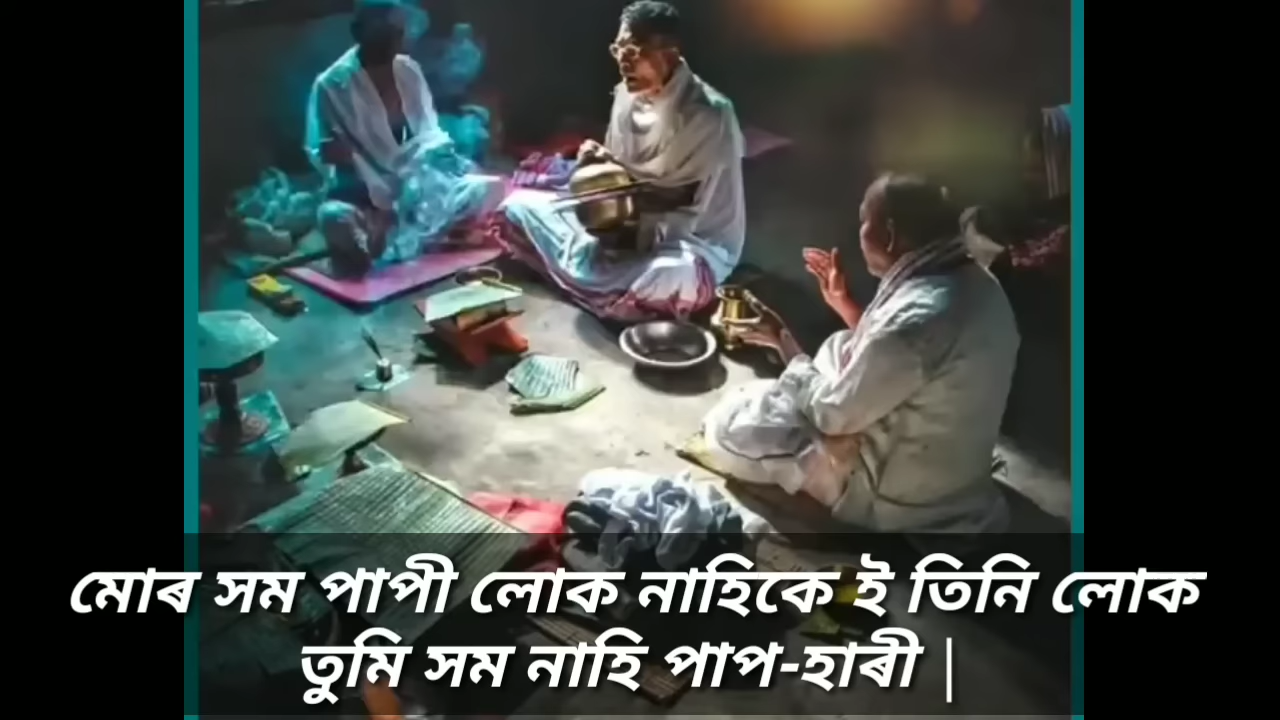 মোৰ সম পাপী লোক নাহিকে ই তিনি লোক
তুমি সম নাহি পাপ-হাৰী |